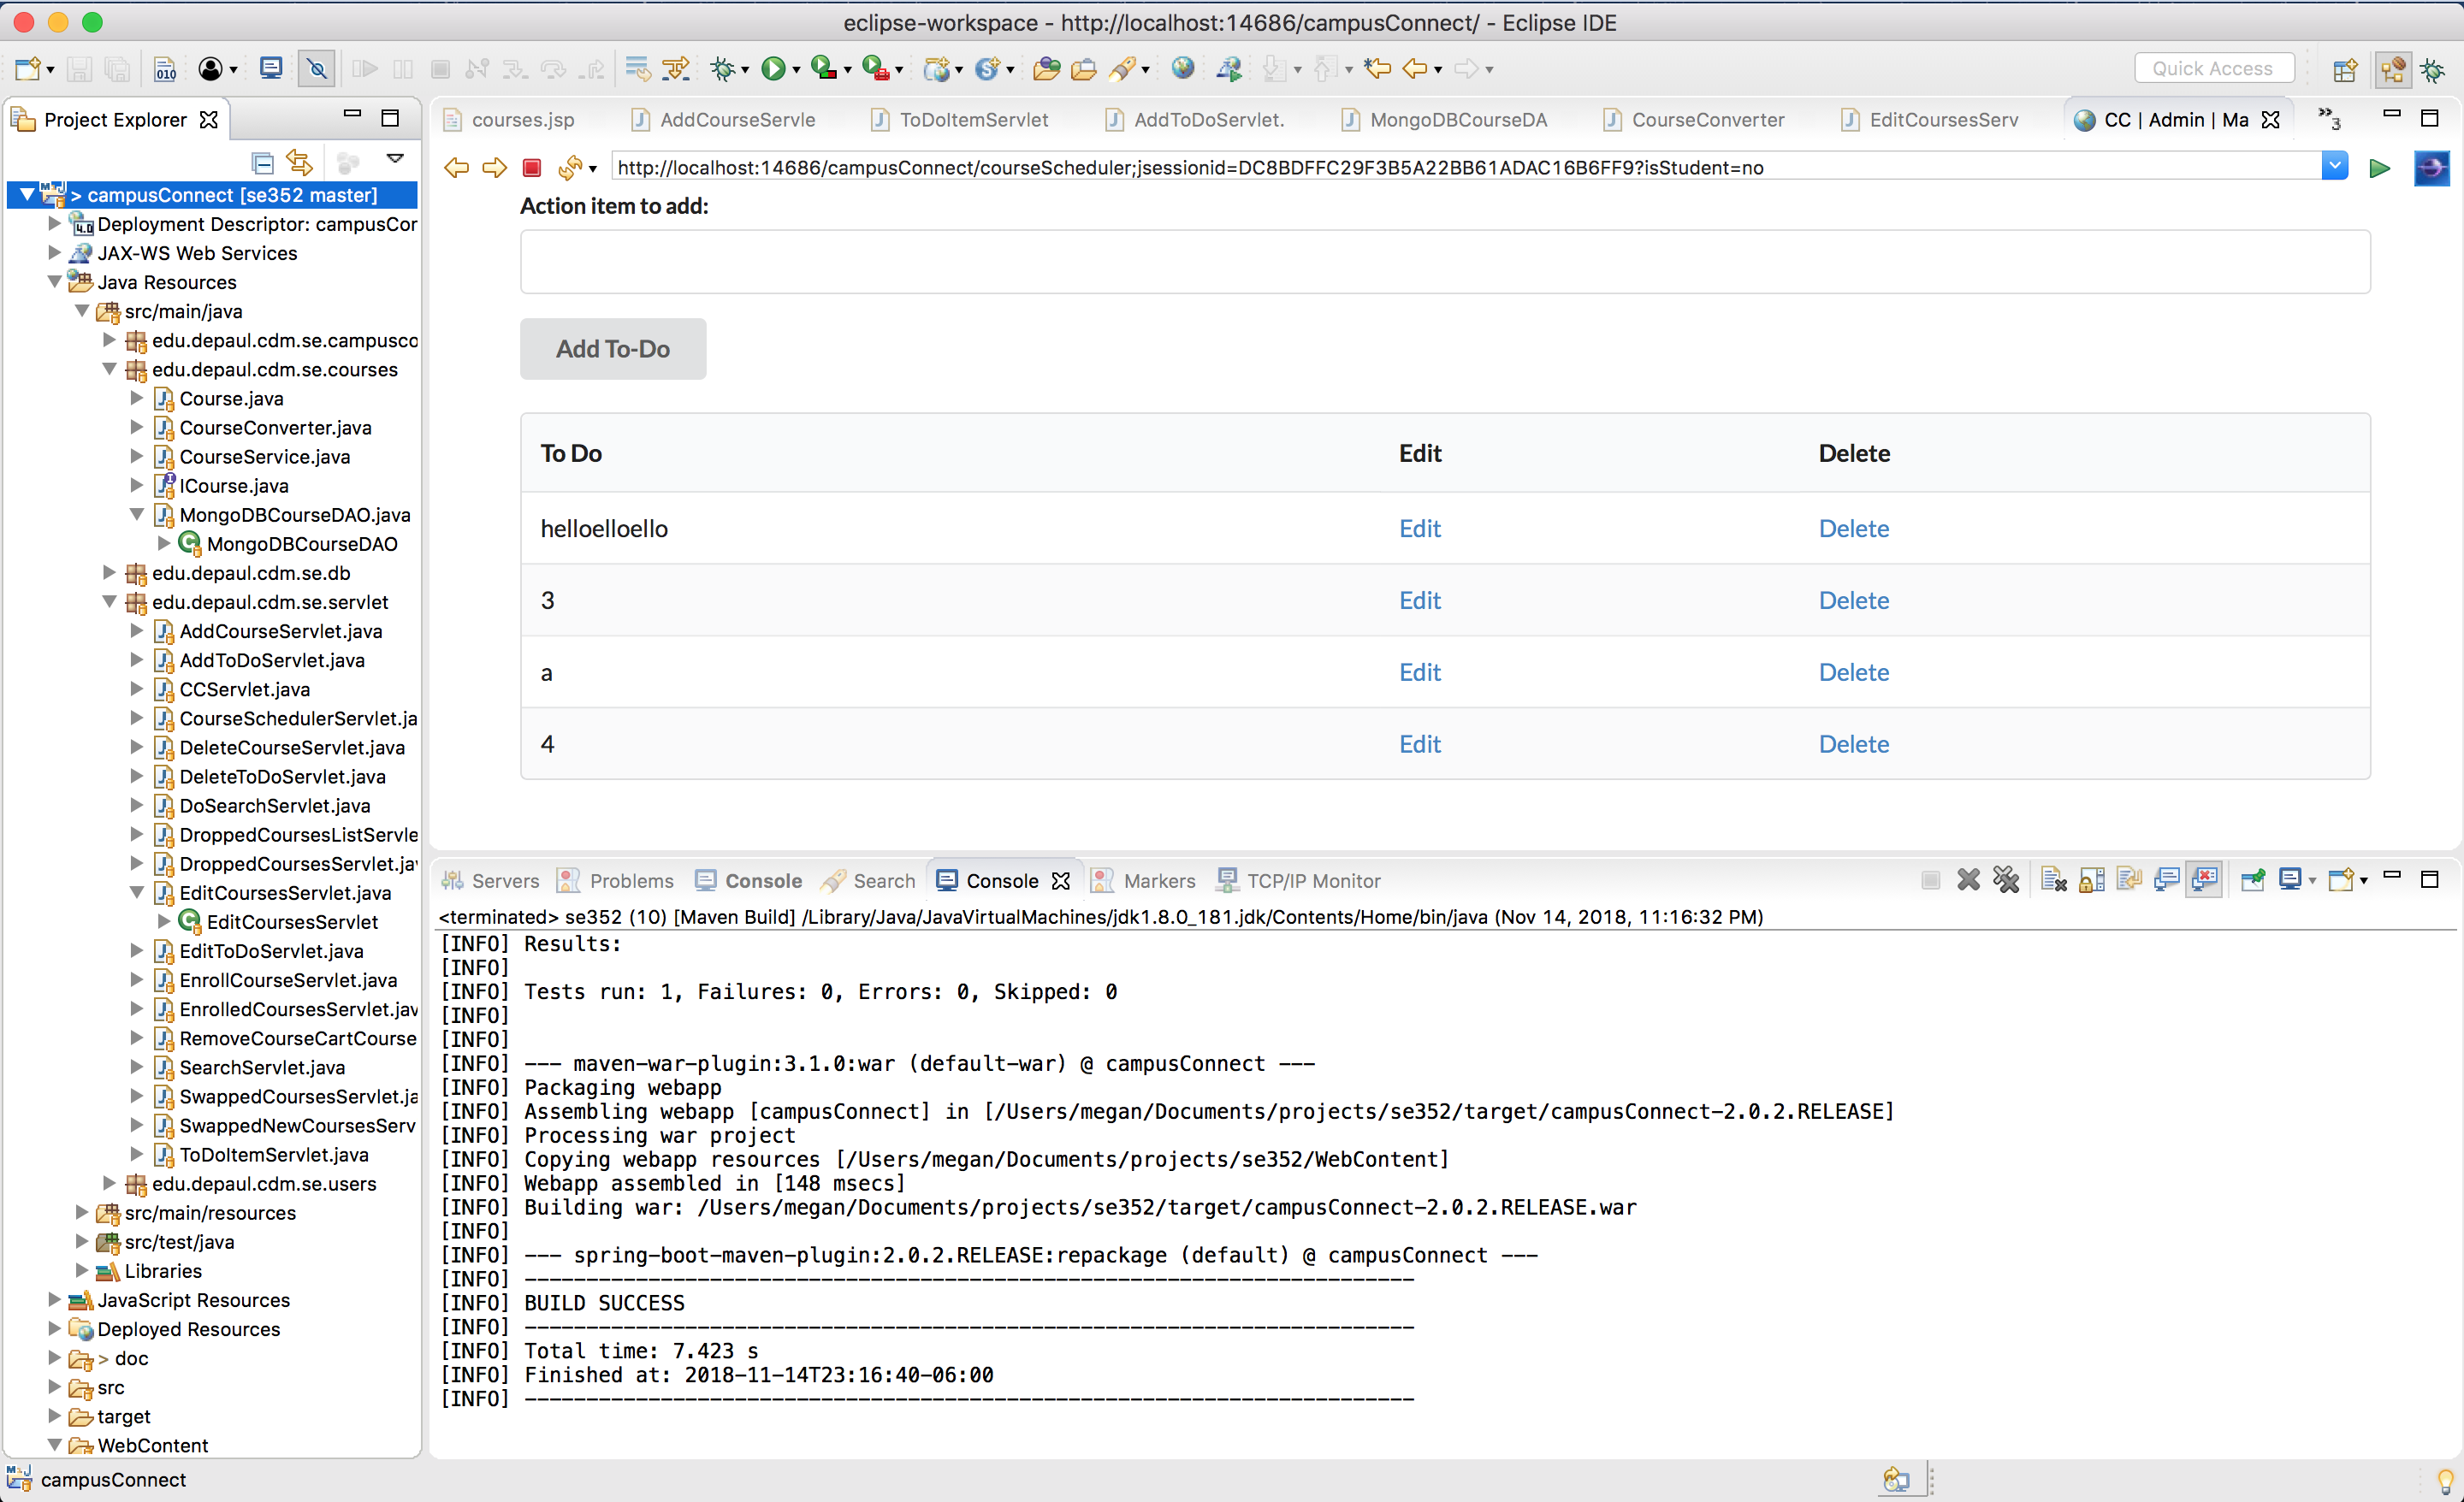 eclipse-workspace - http://localhost:14686/campusConnect/ - Eclipse IDE
010
Quick Access
Project Explorer
> campusConnect [se352 master]
Deployment Descriptor: campusCor
JAX-WS Web Services
Java Resources
src/main/java
edu.depaul.cdm.se.campusco
edu.depaul.cdm.se.courses
Course.java
CourseConverter.java
CourseService.java
ICourse.java
MongoDBCourseDAO.java
MongoDBCourseDAO
edu.depaul.cdm.se.db
edu.depaul.cdm.se.servlet
AddCourseServlet.java
AddToDoServlet.java
CCServlet.java
CourseSchedulerServlet.ja
DeleteCourseServlet.java
DeleteToDoServlet.java
DoSearchServlet.java
DroppedCoursesListServle
DroppedCoursesServlet.ja
EditCoursesServlet.java
EditCoursesServlet
EditToDoServlet.java
EnrollCourseServlet.java
EnrolledCoursesServlet.jav
RemoveCourseCartCourse
SearchServlet.java
SwappedCoursesServlet.ja
SwappedNewCoursesServ
ToDoItemServlet.java
edu.depaul.cdm.se.users
src/main/resources
src/test/java
Libraries
JavaScript Resources
Deployed Resources
> doc
src
target
WebContent
courses.jsp AddCourseServle ToDoItemServlet AddToDoServlet. MongoDBCourseDA CourseConverter EditCoursesServ CC | Admin | Ma »3
http://localhost:14686/campusConnect/courseScheduler;jsessionid=DC8BDFFC29F3B5A22BB61ADAC16B6FF9?isStudent=no
Action item to add:
Add To-Do
To Do Edit Delete
helloelloello Edit Delete
3 Edit Delete
a Edit Delete
4 Edit Delete
Servers Problems Console Search Console Markers TCP/IP Monitor
<terminated> se352 (10) [Maven Build] /Library/Java/JavaVirtualMachines/jdk1.8.0_181.jdk/Contents/Home/bin/java (Nov 14, 2018, 11:16:32 PM)
[INFO] Results:
[INFO]
[INFO] Tests run: 1, Failures: 0, Errors: 0, Skipped: 0
[INFO]
[INFO]
[INFO] --- maven-war-plugin:3.1.0:war (default-war) @ campusConnect ---
[INFO] Packaging webapp
[INFO] Assembling webapp [campusConnect] in [/Users/megan/Documents/projects/se352/target/campusConnect-2.0.2.RELEASE]
[INFO] Processing war project
[INFO] Copying webapp resources [/Users/megan/Documents/projects/se352/WebContent]
[INFO] Webapp assembled in [148 msecs]
[INFO] Building war: /Users/megan/Documents/projects/se352/target/campusConnect-2.0.2.RELEASE.war
[INFO]
[INFO] --- spring-boot-maven-plugin:2.0.2.RELEASE:repackage (default) @ campusConnect ---
[INFO] ------------------------------------------------------------------------
[INFO] BUILD SUCCESS
[INFO] ------------------------------------------------------------------------
[INFO] Total time: 7.423 s
[INFO] Finished at: 2018-11-14T23:16:40-06:00
[INFO] ------------------------------------------------------------------------
campusConnect